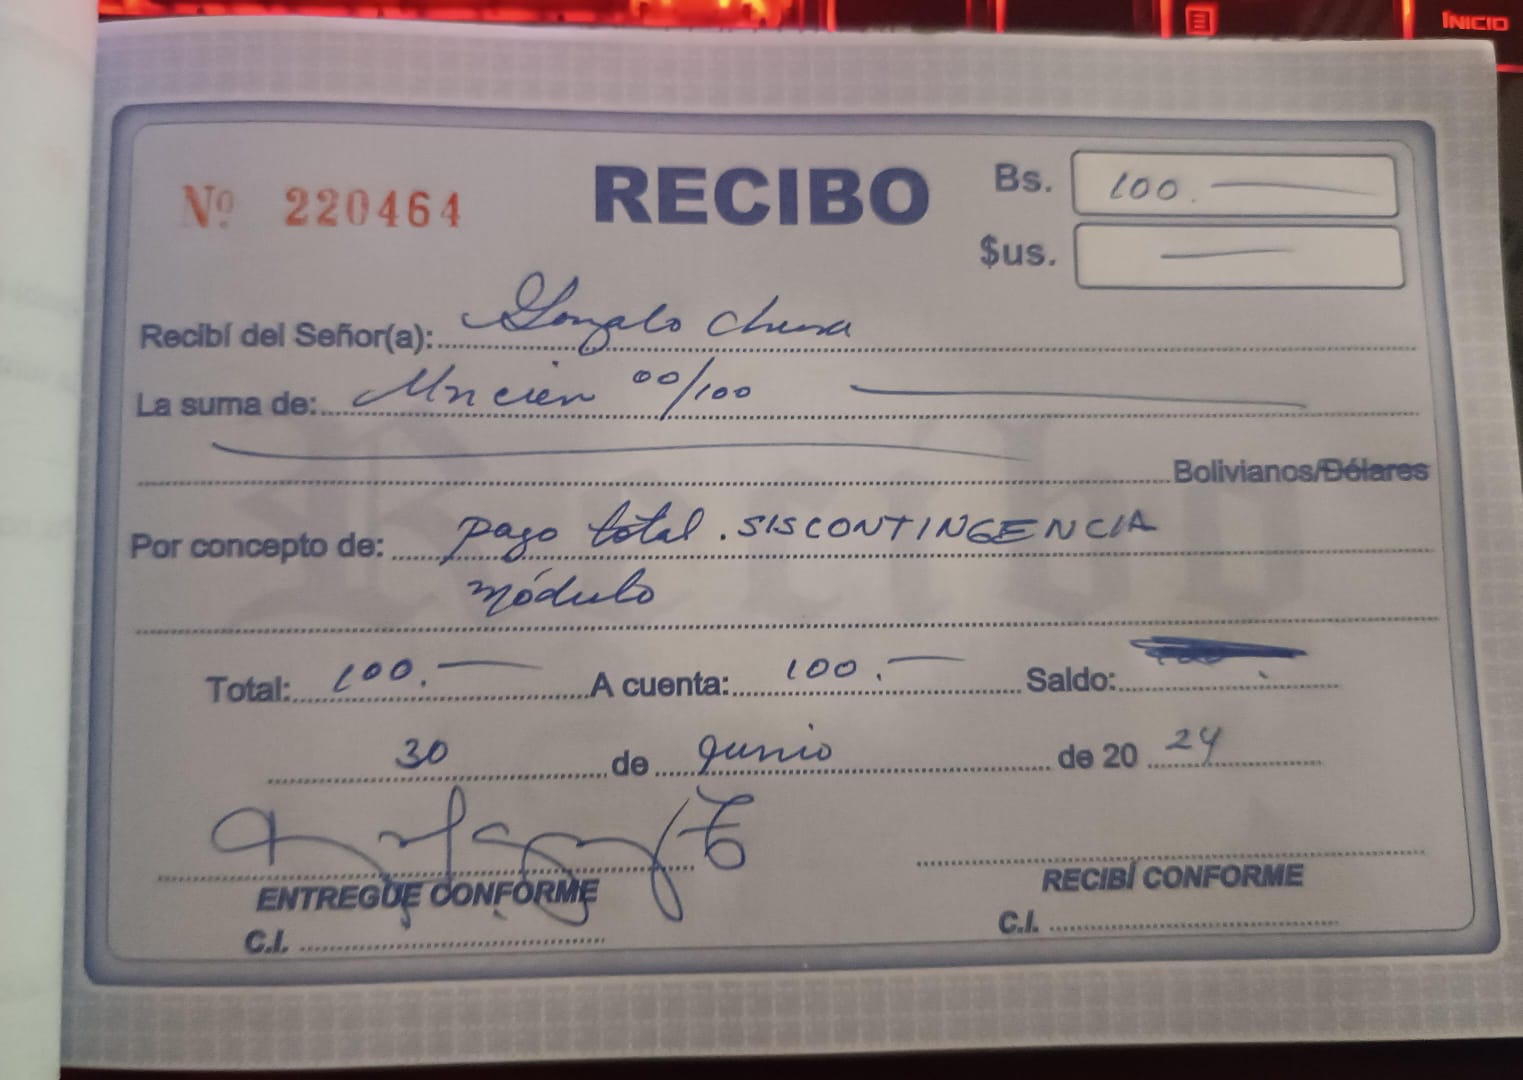 INICIO
Nº 220464 RECIBO Bs. 100.
$us.
Recibí del Señor(a): Gonzalo
La suma de: Un cien 00/100
Bolivianos/Dólares
Por concepto de: pago total. SISCONTINGENCIA
módulo
Total: 100. A cuenta: 100. Saldo:
30 de Junio de 20 24
ENTREGUE CONFORME RECIBÍ CONFORME
C.I. C.I.
Recibo